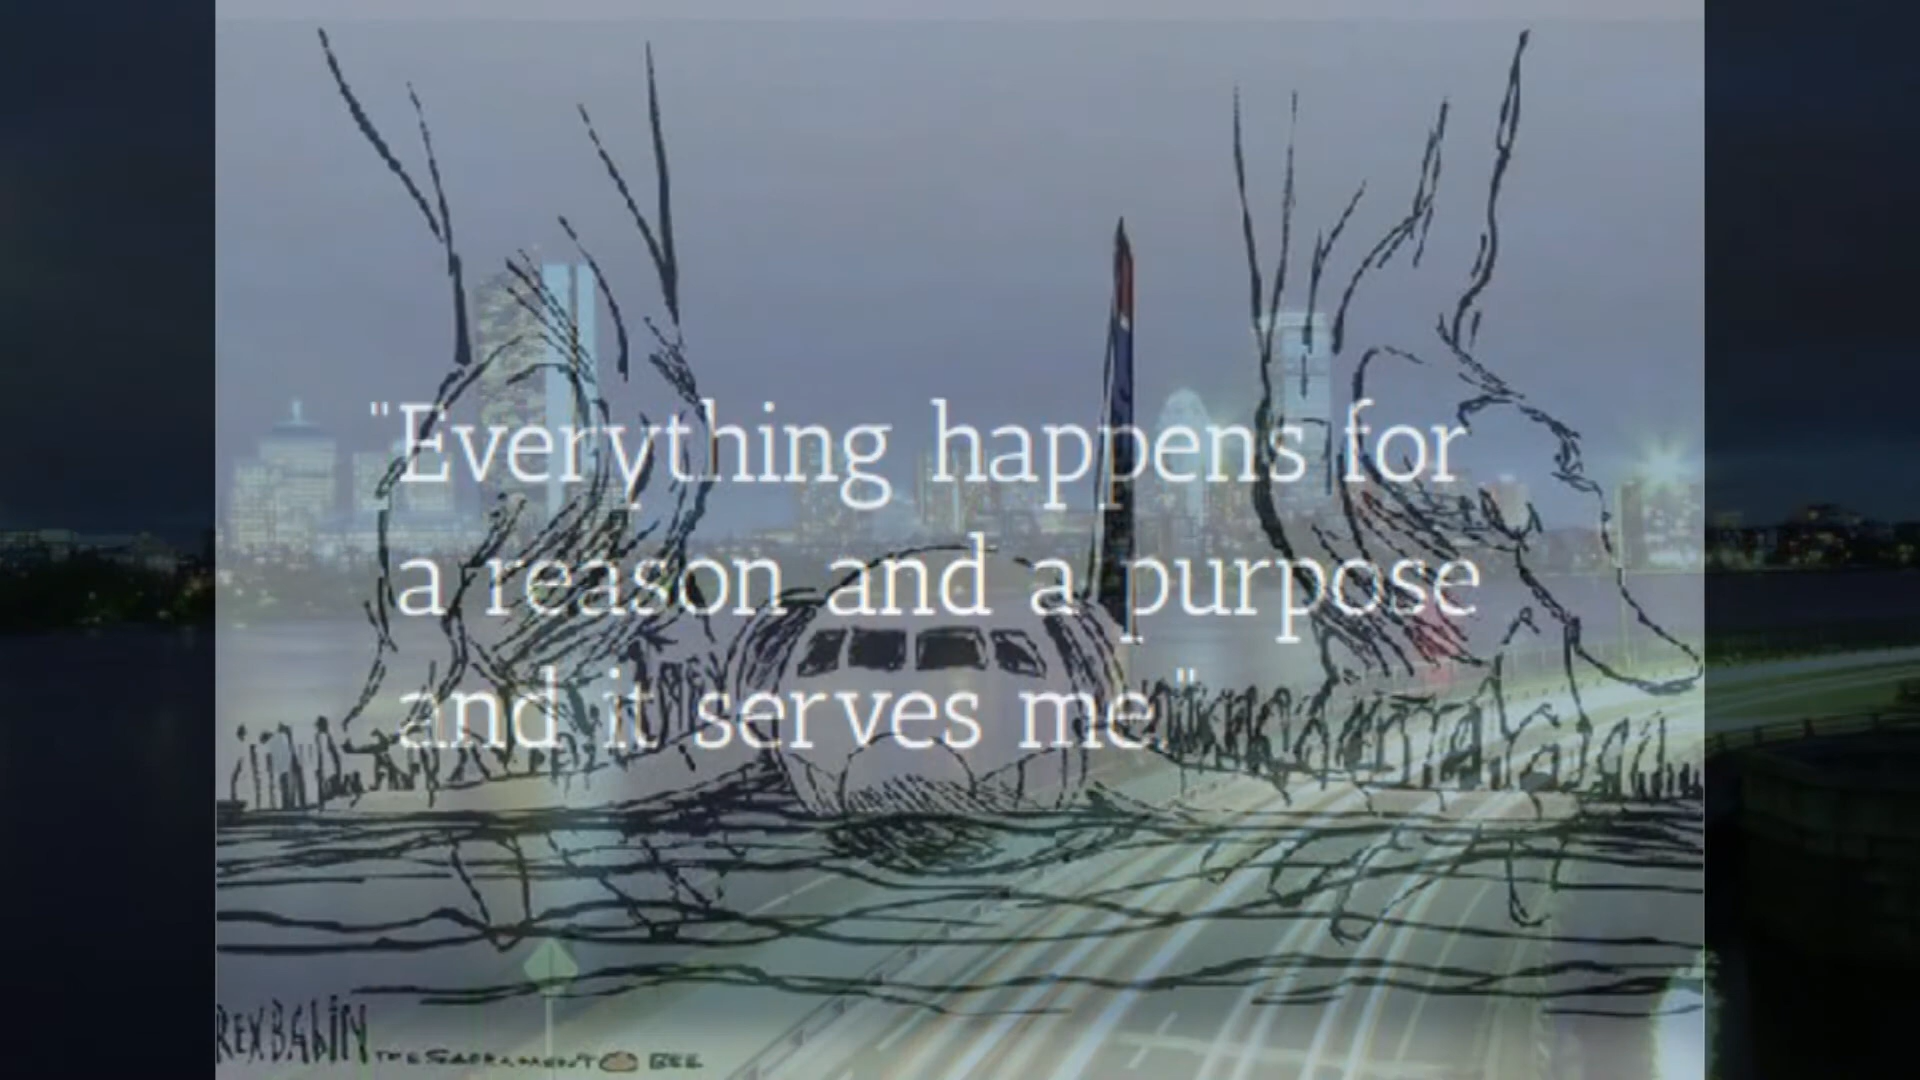 "Everything happens for
a reason and a purpose
and it serves me."
REX BABIN THE SACRAMENTO BEE